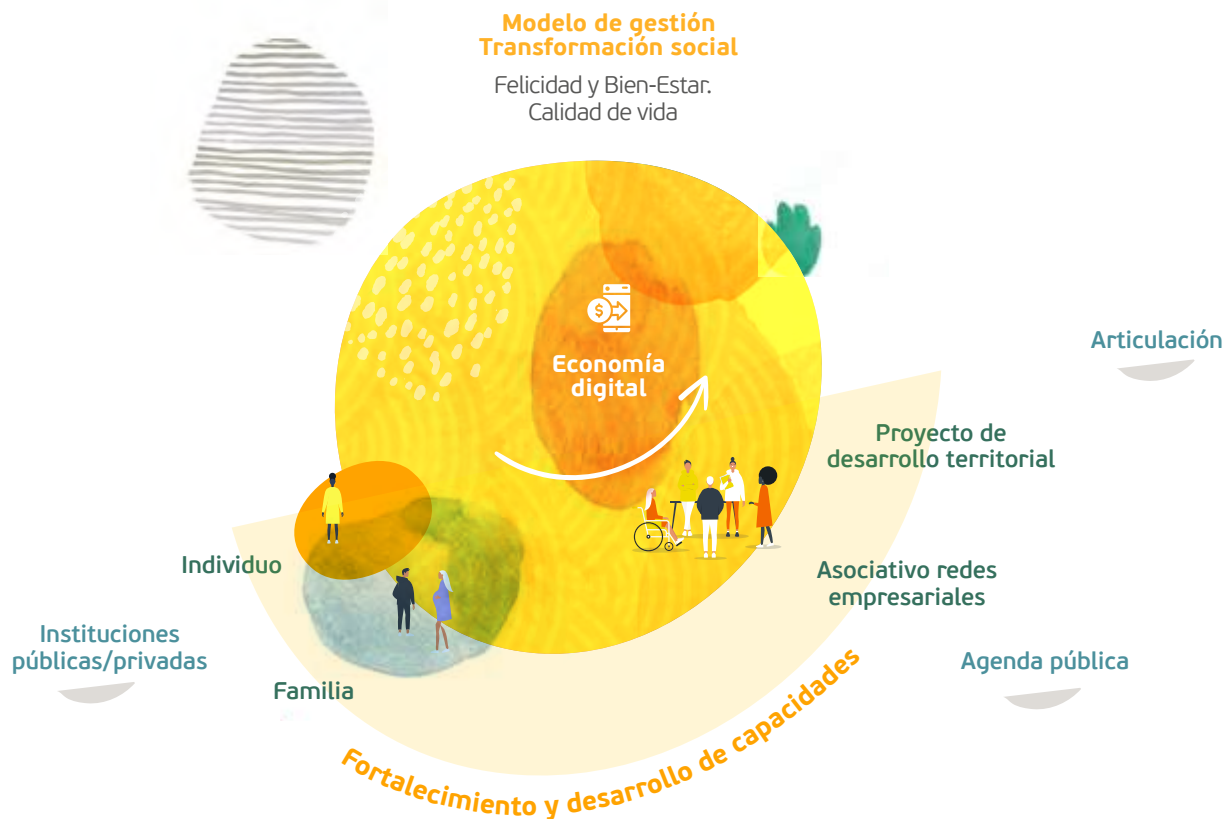 Modelo de gestión
Transformación social
Felicidad y Bien-Estar.
Calidad de vida
$
Economía
digital
Articulación
Proyecto de
desarrollo territorial
Individuo
Asociativo redes
empresariales
Instituciones
públicas/privadas
Agenda pública
Familia
Fortalecimiento y desarrollo de capacidades